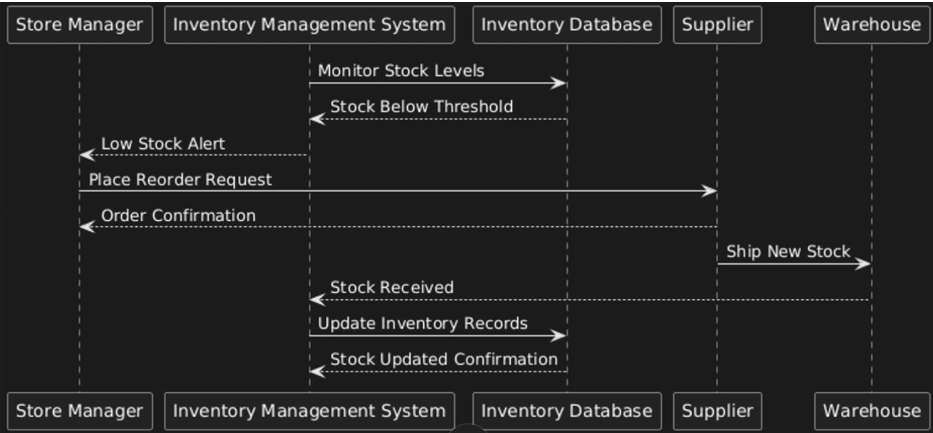 Store Manager
Inventory Management System
Inventory Database
Supplier
Warehouse
Monitor Stock Levels
Stock Below Threshold
Low Stock Alert
Place Reorder Request
Order Confirmation
Ship New Stock
Stock Received
Update Inventory Records
Stock Updated Confirmation
Store Manager
Inventory Management System
Inventory Database
Supplier
Warehouse